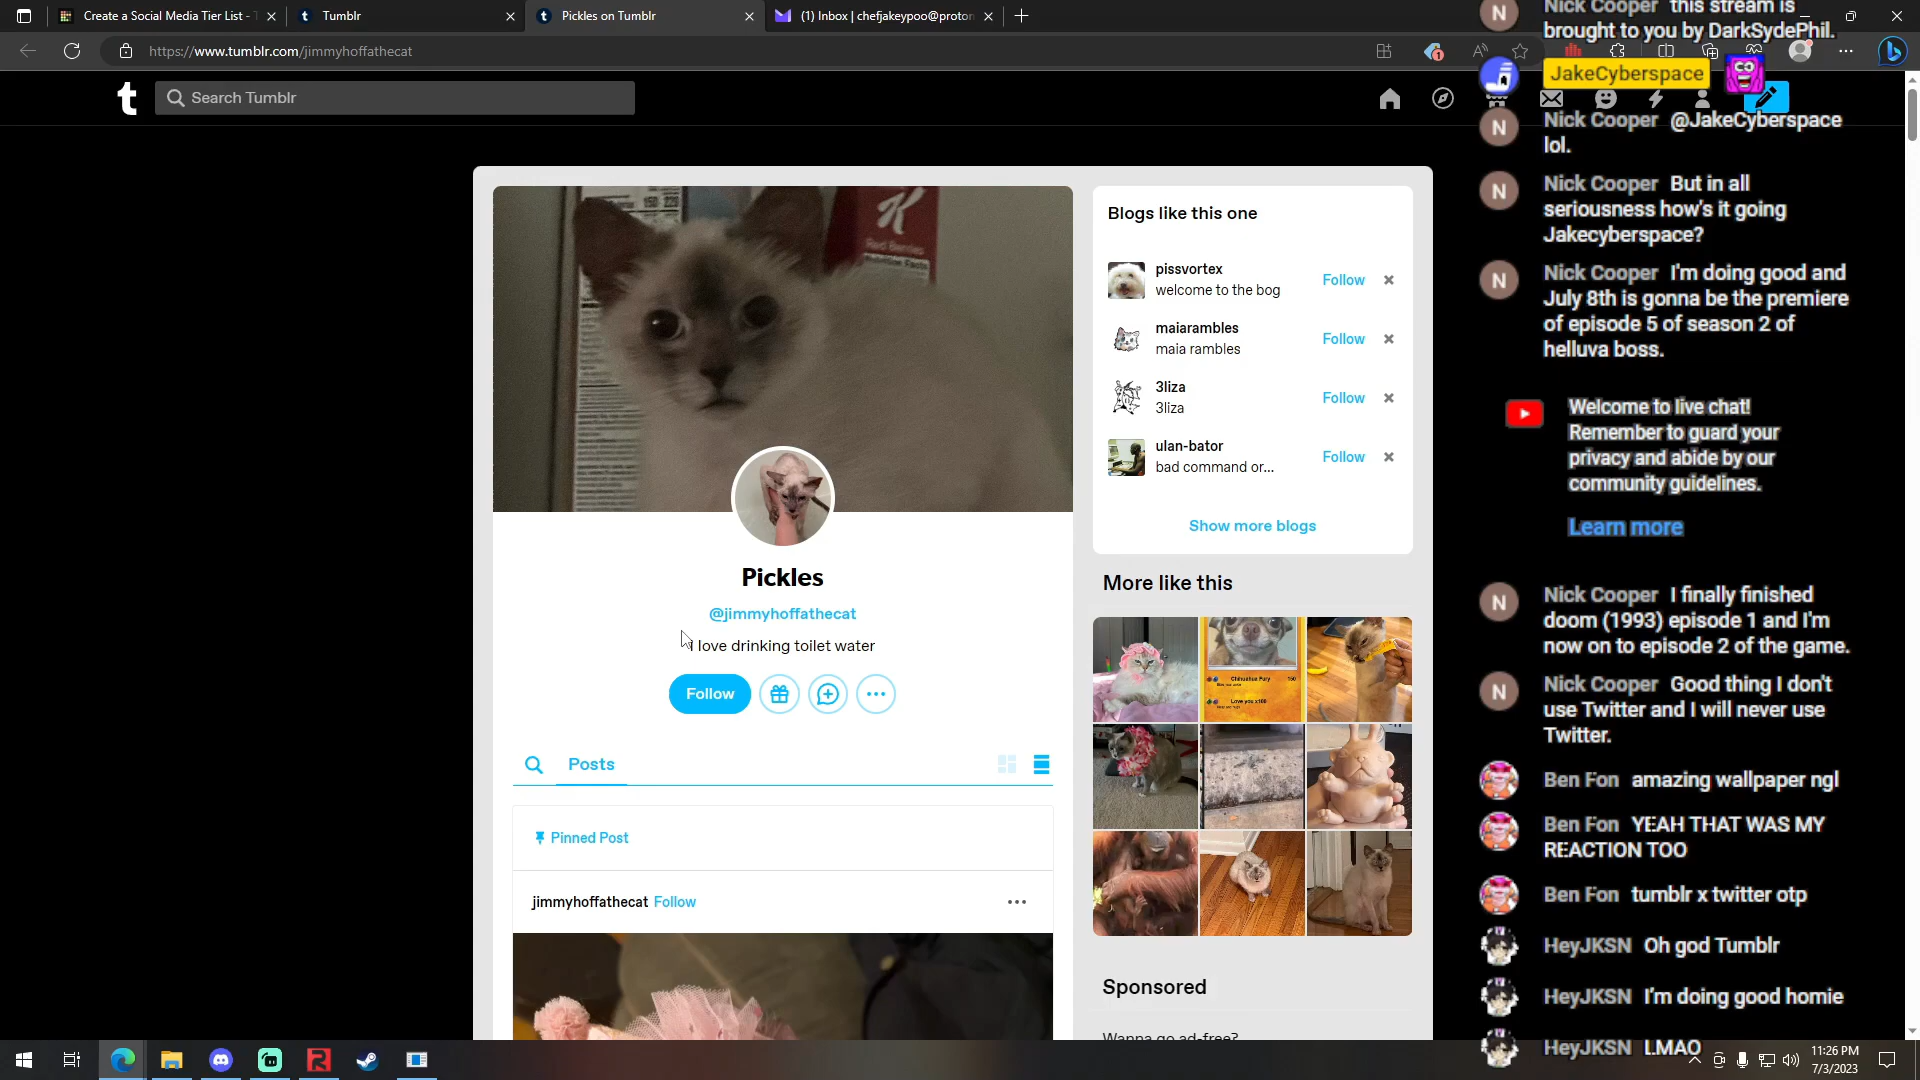 Create a Social Media Tier List -
Tumblr
Pickles on Tumblr
(1) Inbox | chefjakeypoo@proton
https://www.tumblr.com/jimmyhoffathecat
Search Tumblr
Red Berries
Nutrition Facts
Pickles
@jimmyhoffathecat
I love drinking toilet water
Follow
Posts
Pinned Post
jimmyhoffathecat Follow
Blogs like this one
pissvortex
welcome to the bog
Follow
maiarambles
maia rambles
Follow
3liza
3liza
Follow
ulan-bator
bad command or...
Follow
Show more blogs
More like this
Chihuahua Fury 150
Love you x100
Sponsored
Wanna go ad-free?
Nick Cooper this stream is
brought to you by DarkSydePhil.
JakeCyberspace
Nick Cooper @JakeCyberspace
lol.
Nick Cooper But in all
seriousness how's it going
Jakecyberspace?
Nick Cooper I'm doing good and
July 8th is gonna be the premiere
of episode 5 of season 2 of
helluva boss.
Welcome to live chat!
Remember to guard your
privacy and abide by our
community guidelines.
Learn more
Nick Cooper I finally finished
doom (1993) episode 1 and I'm
now on to episode 2 of the game.
Nick Cooper Good thing I don't
use Twitter and I will never use
Twitter.
Ben Fon amazing wallpaper ngl
Ben Fon YEAH THAT WAS MY
REACTION TOO
Ben Fon tumblr x twitter otp
HeyJKSN Oh god Tumblr
HeyJKSN I'm doing good homie
HeyJKSN LMAO
11:26 PM
7/3/2023